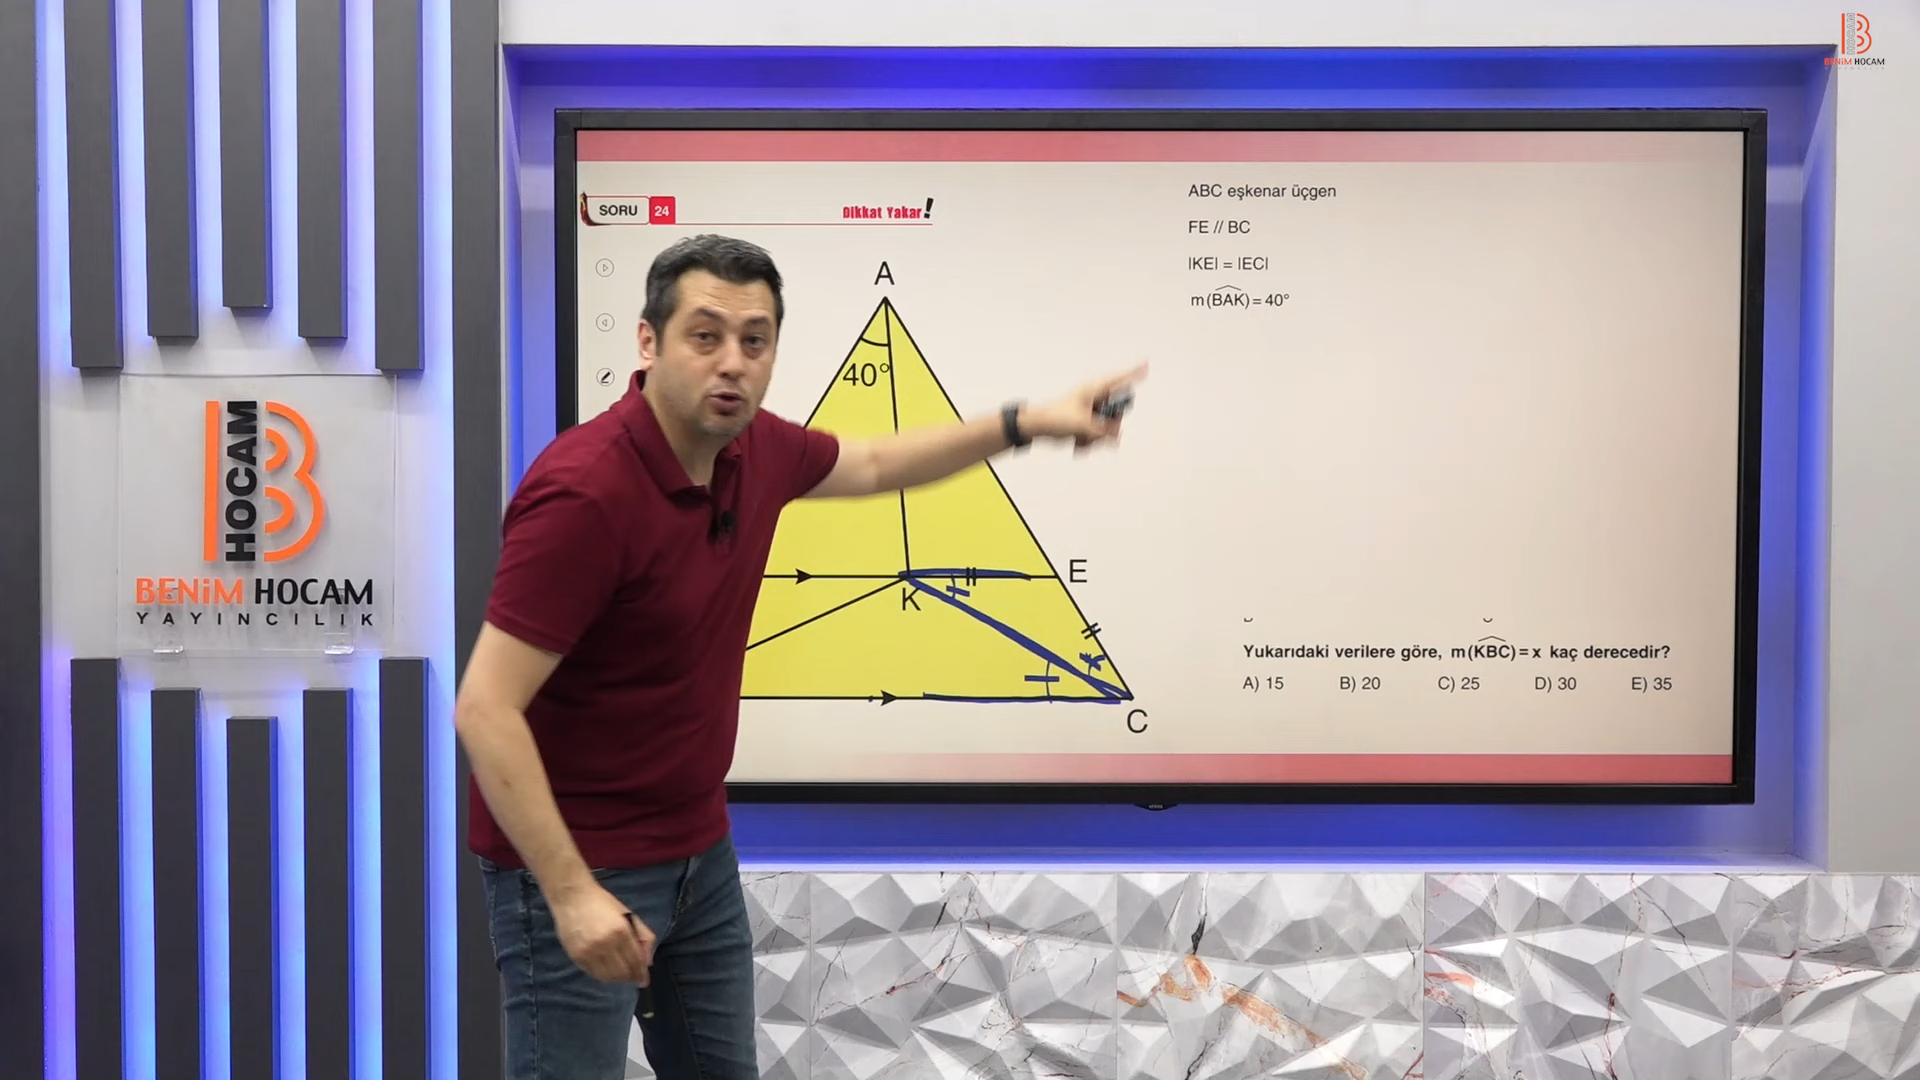 BENiM HOCAM
HOCAM
BENiM HOCAM
YAYINCILIK
SORU 24
Dikkat Yakar!
A
40°
K
E
C
ABC eşkenar üçgen
FE // BC
|KE| = |EC|
m(BAK) = 40°
Yukarıdaki verilere göre, m(KBC) = x kaç derecedir?
A) 15 B) 20 C) 25 D) 30 E) 35